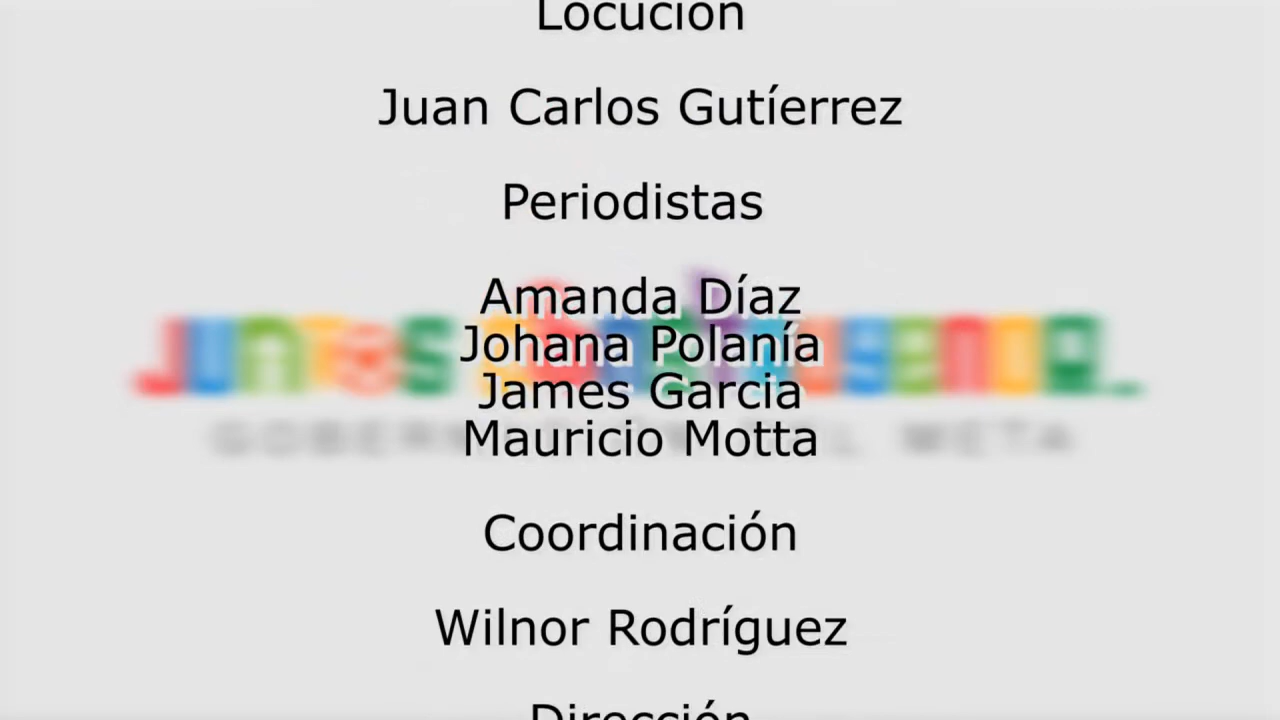 Locución
Juan Carlos Gutíerrez
Periodistas
Amanda Díaz
Johana Polanía
James Garcia
Mauricio Motta
Coordinación
Wilnor Rodríguez
Dirección